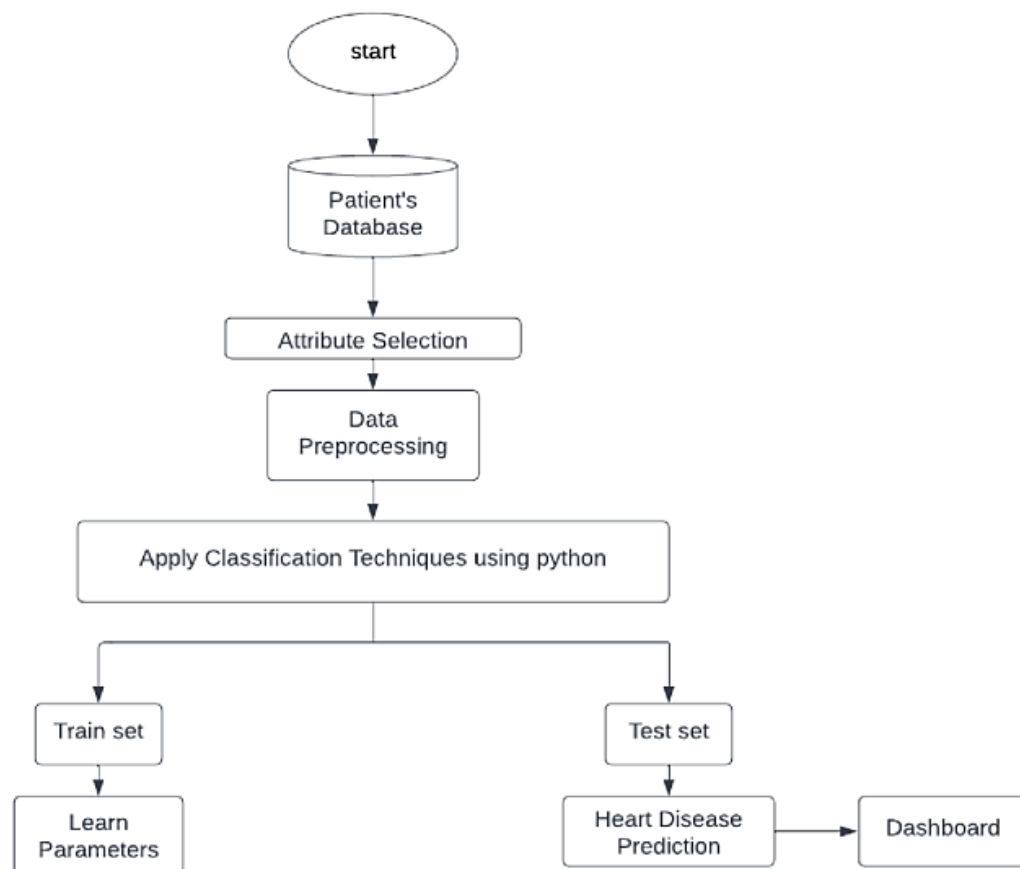 start
Patient's
Database
Attribute Selection
Data
Preprocessing
Apply Classification Techniques using python
Train set
Test set
Learn
Parameters
Heart Disease
Prediction
Dashboard